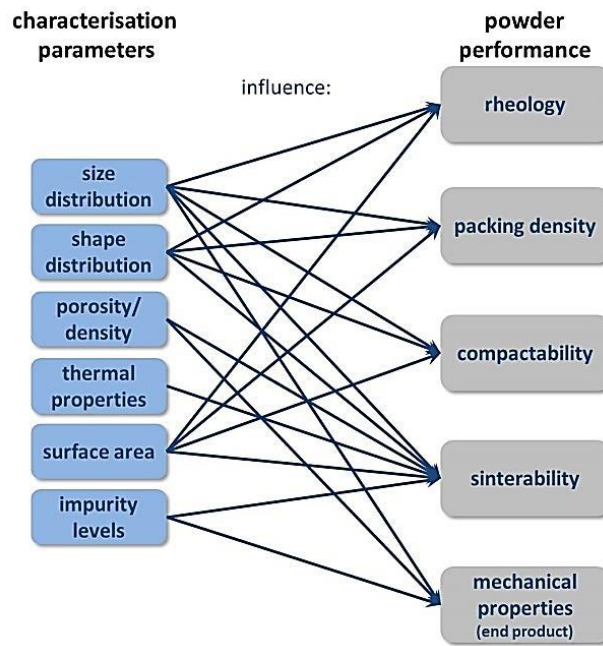 characterisation
parameters
powder
performance
influence:
rheology
size
distribution
packing density
shape
distribution
porosity/
density
compactability
thermal
properties
surface area
sinterability
impurity
levels
mechanical
properties
(end product)